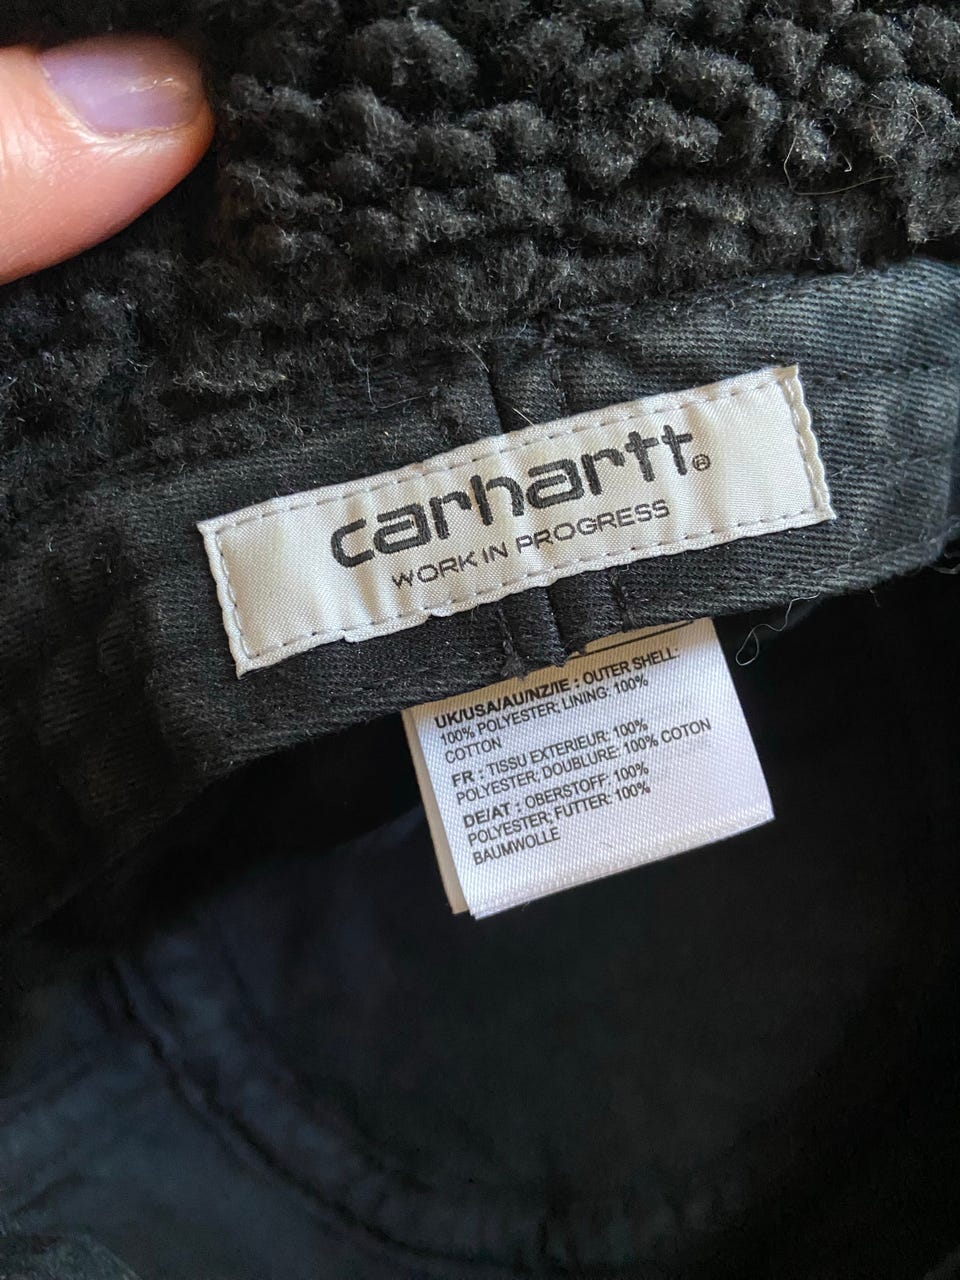 carhartt®
WORK IN PROGRESS
UK/USA/AU/NZ/IE : OUTER SHELL:
100% POLYESTER; LINING: 100%
COTTON
FR : TISSU EXTERIEUR: 100%
POLYESTER; DOUBLURE: 100% COTON
DE/AT : OBERSTOFF: 100%
POLYESTER; FUTTER: 100%
BAUMWOLLE